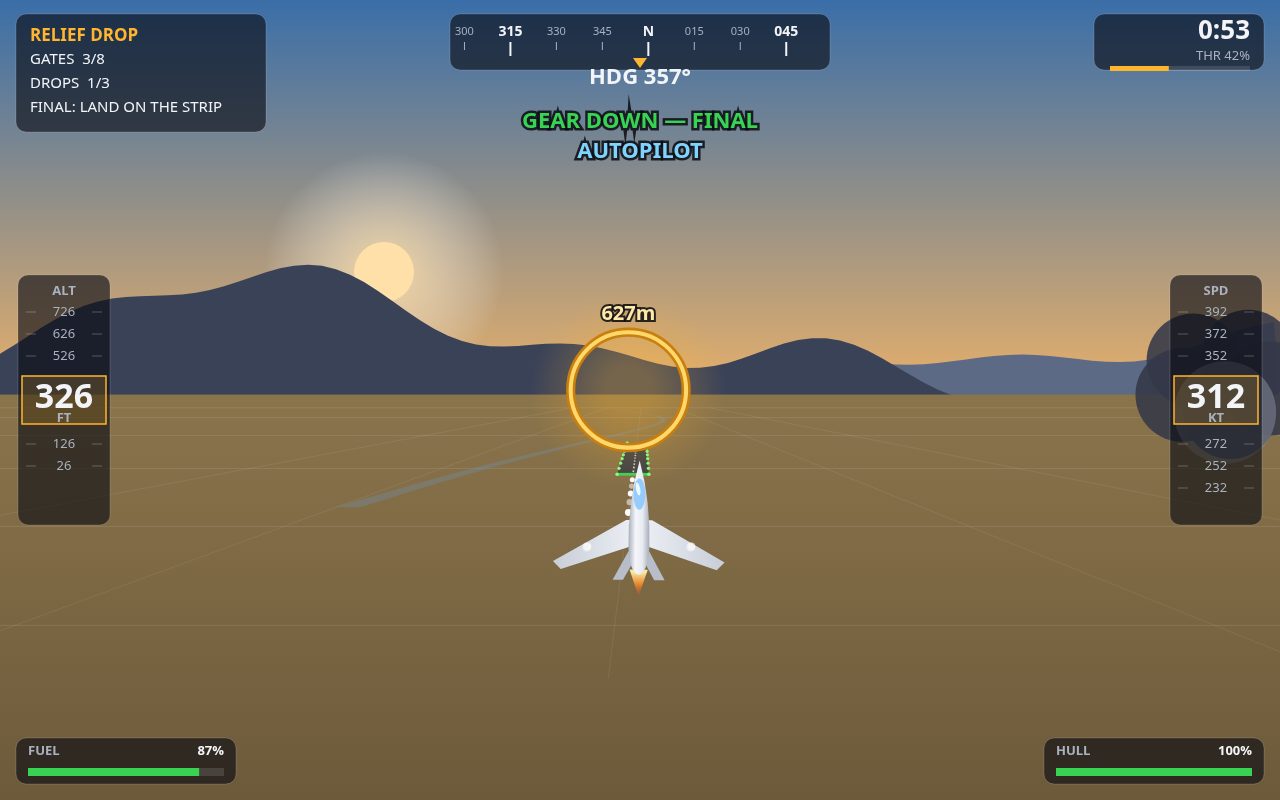 RELIEF DROP
GATES 3/8
DROPS 1/3
FINAL: LAND ON THE STRIP
300 315 330 345 N 015 030 045
HDG 357°
0:53
THR 42%
GEAR DOWN — FINAL
AUTOPILOT
627m
ALT
726
626
526
326
FT
126
26
SPD
392
372
352
312
KT
272
252
232
FUEL 87%
HULL 100%